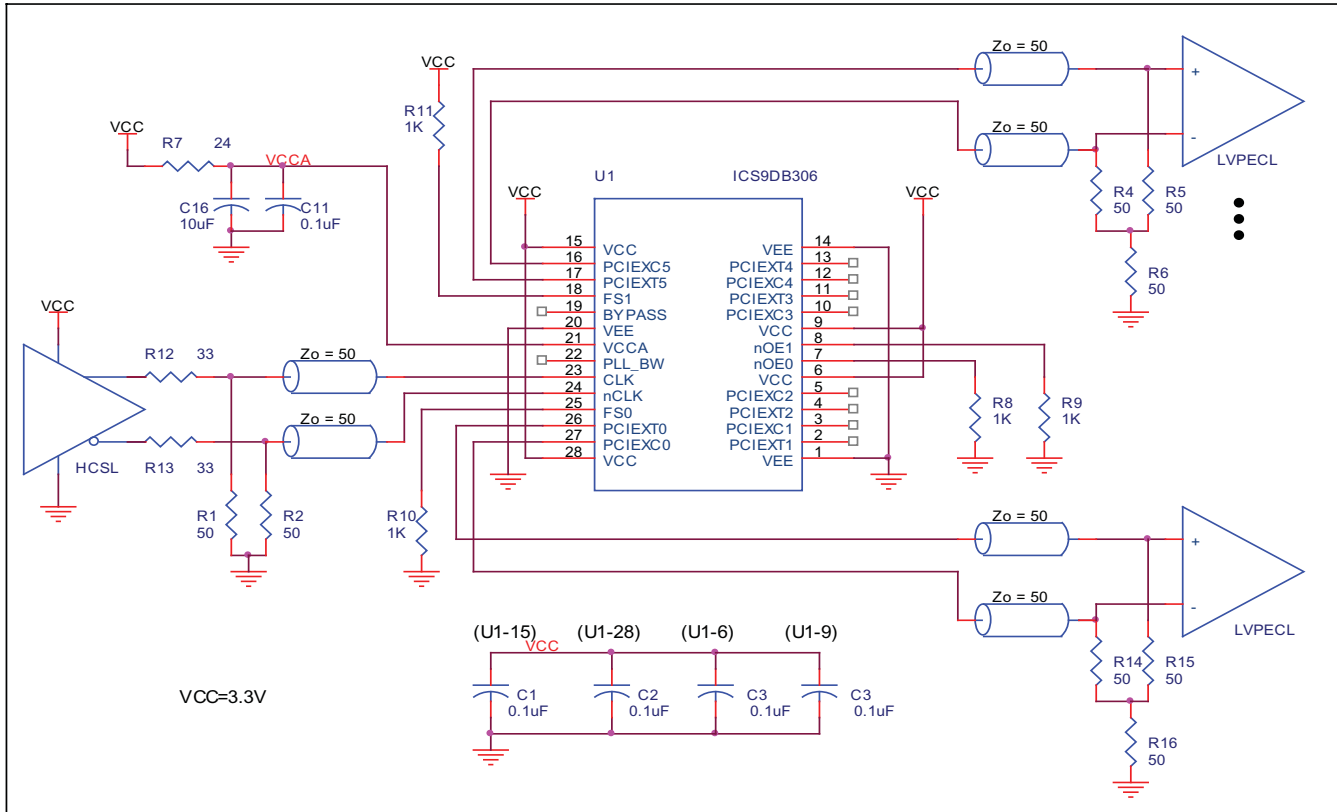 Zo = 50
VCC
VCC
+
R11
1K
VCC
R7 24
VCCA
Zo = 50
-
LVPECL
U1 ICS9DB306
C16
10uF
C11
0.1uF
VCC
VCC
R4
50
R5
50
15 VCC
16 PCIEXC5
17 PCIEXT5
18 FS1
19 BYPASS
20 VEE
21 VCCA
22 PLL_BW
23 CLK
24 nCLK
25 FS0
26 PCIEXT0
27 PCIEXC0
28 VCC
VEE 14
PCIEXT4 13
PCIEXC4 12
PCIEXT3 11
PCIEXC3 10
VCC 9
nOE1 8
nOE0 7
VCC 6
PCIEXC2 5
PCIEXT2 4
PCIEXC1 3
PCIEXT1 2
VEE 1
R6
50
VCC
R12 33
Zo = 50
Zo = 50
HCSL
R13 33
R8
1K
R9
1K
R1
50
R2
50
R10
1K
Zo = 50
+
Zo = 50
-
LVPECL
R14
50
R15
50
R16
50
(U1-15) (U1-28) (U1-6) (U1-9)
VCC
VCC=3.3V
C1
0.1uF
C2
0.1uF
C3
0.1uF
C3
0.1uF